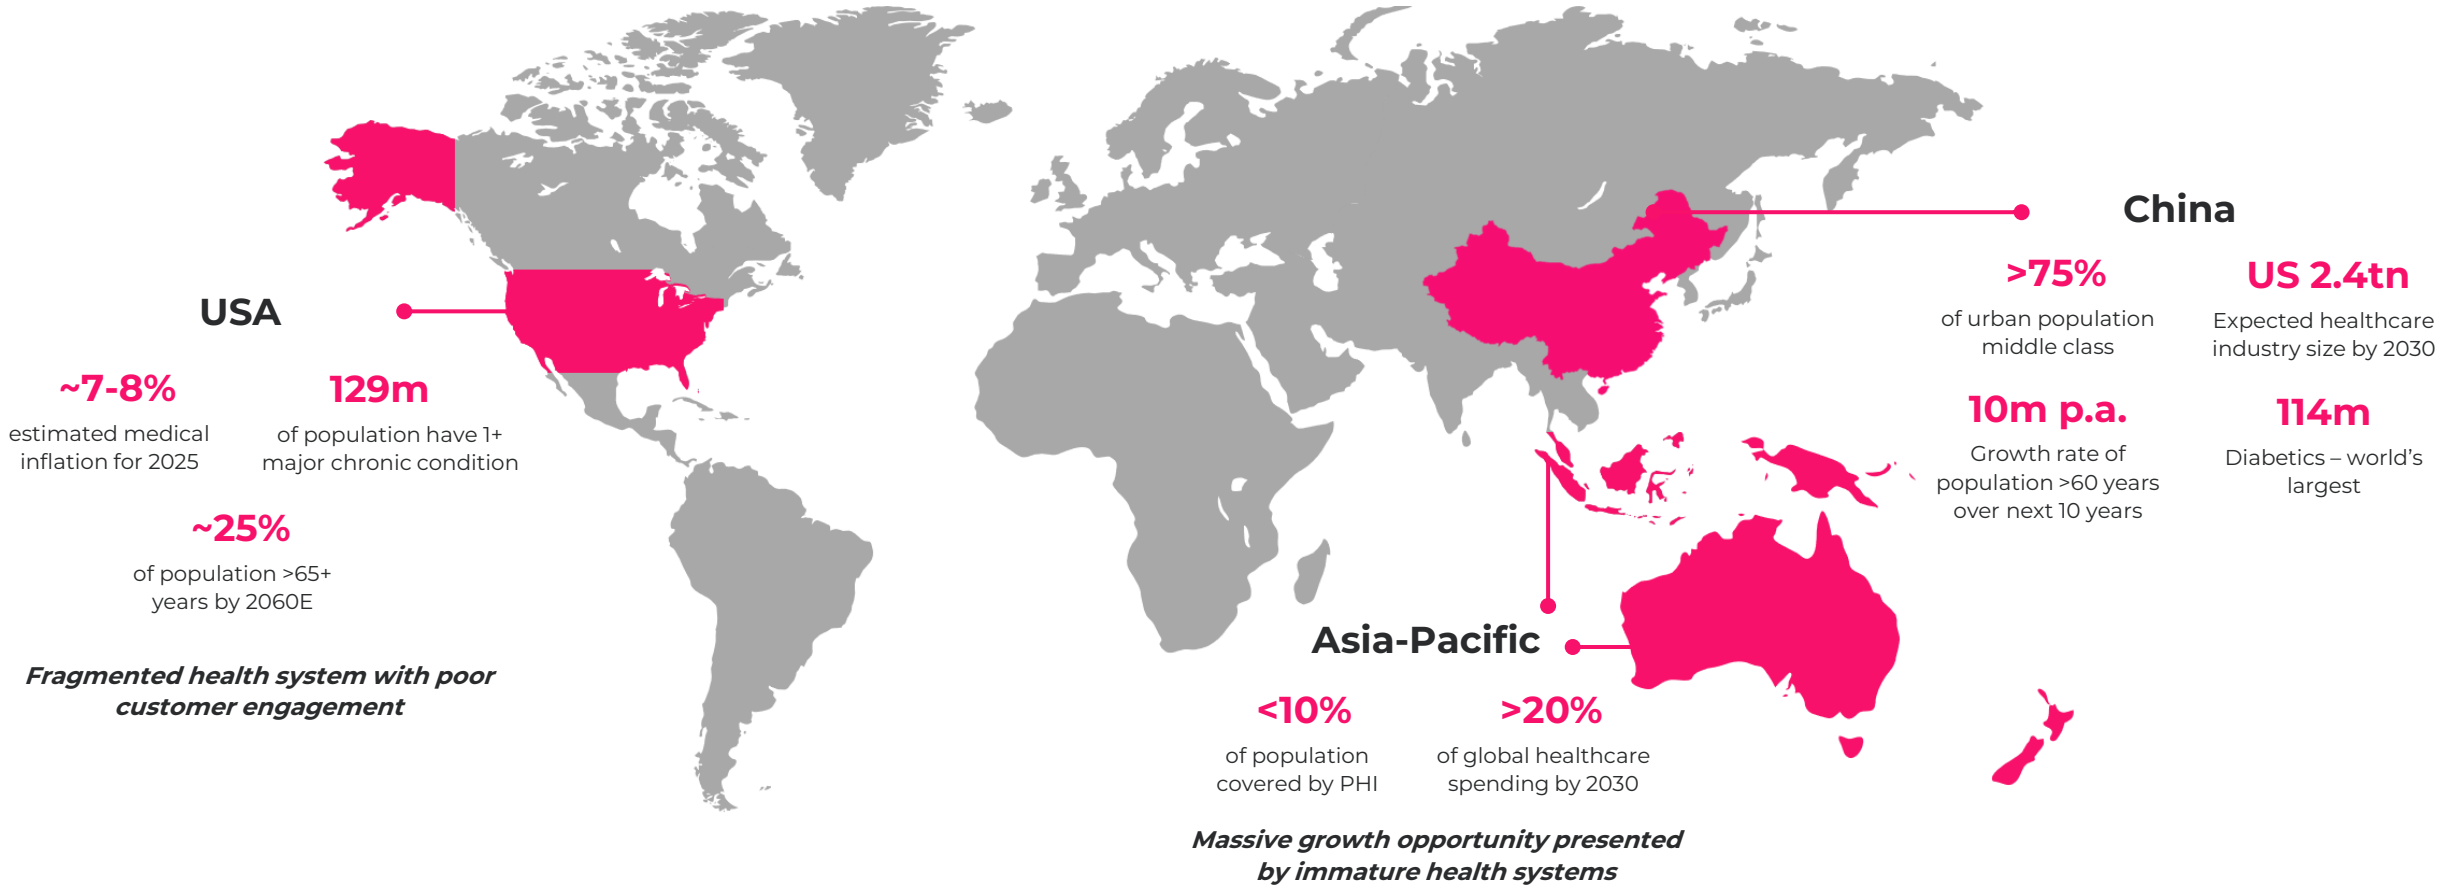 USA
~7-8%
estimated medical
inflation for 2025
129m
of population have 1+
major chronic condition
~25%
of population >65+
years by 2060E
Fragmented health system with poor
customer engagement
China
>75%
of urban population
middle class
US 2.4tn
Expected healthcare
industry size by 2030
10m p.a.
Growth rate of
population >60 years
over next 10 years
114m
Diabetics – world’s
largest
Asia-Pacific
<10%
of population
covered by PHI
>20%
of global healthcare
spending by 2030
Massive growth opportunity presented
by immature health systems